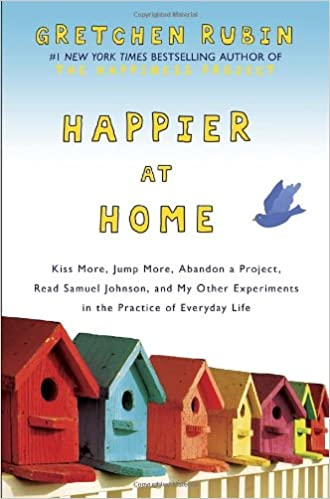 GRETCHEN RUBIN
#1 NEW YORK TIMES BESTSELLING AUTHOR OF
THE HAPPINESS PROJECT
HAPPIER
AT
HOME
Kiss More, Jump More, Abandon a Project,
Read Samuel Johnson, and My Other Experiments
in the Practice of Everyday Life